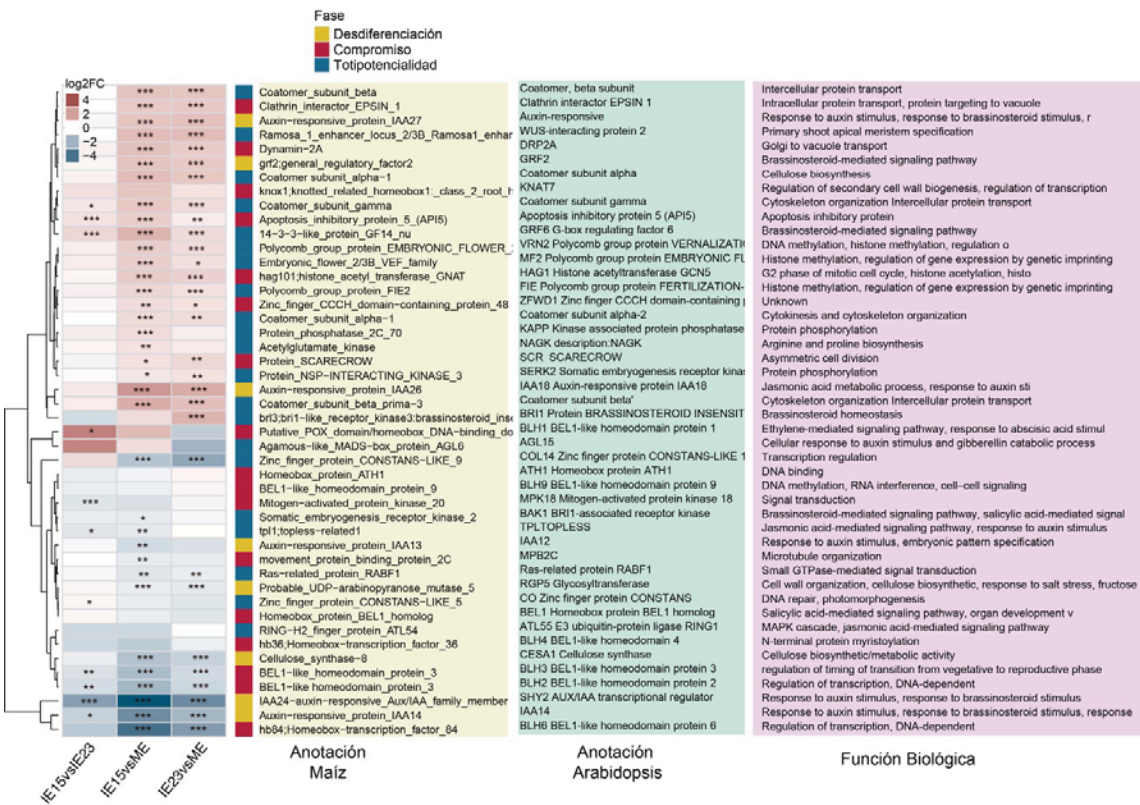 Fase
Desdiferenciación
Compromiso
Totipotencialidad
log2FC
4
2
0
−2
−4
*** *** Coatomer_subunit_beta Coatomer, beta subunit Intercellular protein transport
*** *** Clathrin_interactor_EPSIN_1 Clathrin interactor EPSIN 1 Intracellular protein transport, protein targeting to vacuole
*** *** Auxin−responsive_protein_IAA27 Auxin-responsive Response to auxin stimulus, response to brassinosteroid stimulus, r
*** *** Ramosa_1_enhancer_locus_2/3B_Ramosa1_enhar WUS-interacting protein 2 Primary shoot apical meristem specification
*** *** Dynamin−2A DRP2A Golgi to vacuole transport
*** *** grf2;general_regulatory_factor2 GRF2 Brassinosteroid-mediated signaling pathway
*** *** Coatomer subunit_alpha−1 Coatomer subunit alpha Cellulose biosynthesis
knox1;knotted_related_homeobox1:_class_2_root_h KNAT7 Regulation of secondary cell wall biogenesis, regulation of transcription
* *** *** Coatomer_subunit_gamma Coatomer subunit gamma Cytoskeleton organization Intercellular protein transport
*** *** ** Apoptosis_inhibitory_protein_5_(API5) Apoptosis inhibitory protein 5 (API5) Apoptosis inhibitory protein
*** *** *** 14−3−3−like_protein_GF14_nu GRF6 G-box regulating factor 6 Brassinosteroid-mediated signaling pathway
*** *** Polycomb_group_protein_EMBRYONIC_FLOWER_ VRN2 Polycomb group protein VERNALIZATI DNA methylation, histone methylation, regulation o
*** * Embryonic_flower_2/3B_VEF_family MF2 Polycomb group protein EMBRYONIC FL Histone methylation, regulation of gene expression by genetic imprinting
*** *** hag101;histone_acetyl_transferase_GNAT HAG1 Histone acetyltransferase GCN5 G2 phase of mitotic cell cycle, histone acetylation, histo
*** *** Polycomb_group_protein_FIE2 FIE Polycomb group protein FERTILIZATION- Histone methylation, regulation of gene expression by genetic imprinting
** * Zinc_finger_CCCH_domain−containing_protein_48 ZFWD1 Zinc finger CCCH domain-containing Unknown
*** ** Coatomer_subunit_alpha−1 Coatomer subunit alpha-2 Cytokinesis and cytoskeleton organization
*** Protein_phosphatase_2C_70 KAPP Kinase associated protein phosphatase Protein phosphorylation
** Acetylglutamate_kinase NAGK description:NAGK Arginine and proline biosynthesis
* ** Protein_SCARECROW SCR SCARECROW Asymmetric cell division
* ** Protein_NSP−INTERACTING_KINASE_3 SERK2 Somatic embryogenesis receptor kinas Protein phosphorylation
*** *** Auxin−responsive_protein_IAA26 IAA18 Auxin-responsive protein IAA18 Jasmonic acid metabolic process, response to auxin sti
*** *** Coatomer_subunit_beta_prima−3 Coatomer subunit beta' Cytoskeleton organization Intercellular protein transport
*** brl3;bri1−like_receptor_kinase3:brassinosteroid_inse BRI1 Protein BRASSINOSTEROID INSENSIT Brassinosteroid homeostasis
* Putative_POX_domain/homeobox_DNA−binding_do BLH1 BEL1-like homeodomain protein 1 Ethylene-mediated signaling pathway, response to abscisic acid stimul
Agamous−like_MADS−box_protein_AGL6 AGL15 Cellular response to auxin stimulus and gibberellin catabolic process
*** *** Zinc_finger_protein_CONSTANS−LIKE_9 COL14 Zinc finger protein CONSTANS-LIKE 1 Transcription regulation
Homeobox_protein_ATH1 ATH1 Homeobox protein ATH1 DNA binding
BEL1−like_homeodomain_protein_9 BLH9 BEL1-like homeodomain protein 9 DNA methylation, RNA interference, cell–cell signaling
*** Mitogen−activated_protein_kinase_20 MPK18 Mitogen-activated protein kinase 18 Signal transduction
* Somatic_embryogenesis_receptor_kinase_2 BAK1 BRI1-associated receptor kinase Brassinosteroid-mediated signaling pathway, salicylic acid-mediated signal
* ** tpl1;topless−related1 TPLTOPLESS Jasmonic acid-mediated signaling pathway, response to auxin stimulus
** Auxin−responsive_protein_IAA13 IAA12 Response to auxin stimulus, embryonic pattern specification
** movement_protein_binding_protein_2C MPB2C Microtubule organization
** ** Ras−related_protein_RABF1 Ras-related protein RABF1 Small GTPase-mediated signal transduction
*** *** Probable_UDP−arabinopyranose_mutase_5 RGP5 Glycosyltransferase Cell wall organization, cellulose biosynthetic, response to salt stress, fructose
* Zinc_finger_protein_CONSTANS−LIKE_5 CO Zinc finger protein CONSTANS DNA repair, photomorphogenesis
Homeobox_protein_BEL1_homolog BEL1 Homeobox protein BEL1 homolog Salicylic acid-mediated signaling pathway, organ development v
RING−H2_finger_protein_ATL54 ATL55 E3 ubiquitin-protein ligase RING1 MAPK cascade, jasmonic acid-mediated signaling pathway
hb36;Homeobox−transcription_factor_36 BLH4 BEL1-like homeodomain 4 N-terminal protein myristoylation
*** *** Cellulose_synthase−8 CESA1 Cellulose synthase Cellulose biosynthetic/metabolic activity
** *** *** BEL1−like_homeodomain_protein_3 BLH3 BEL1-like homeodomain protein 3 regulation of timing of transition from vegetative to reproductive phase
** *** *** BEL1−like homeodomain_protein_3 BLH2 BEL1-like homeodomain protein 2 Regulation of transcription, DNA-dependent
*** *** *** IAA24−auxin−responsive_Aux/IAA_family_member SHY2 AUX/IAA transcriptional regulator Response to auxin stimulus, response to brassinosteroid stimulus
* *** *** Auxin−responsive_protein_IAA14 IAA14 Response to auxin stimulus, response to brassinosteroid stimulus, response
*** *** hb84;Homeobox−transcription_factor_84 BLH6 BEL1-like homeodomain protein 6 Regulation of transcription, DNA-dependent
IE15vsIE23 IE15vsME IE23vsME
Anotación
Maíz
Anotación
Arabidopsis
Función Biológica